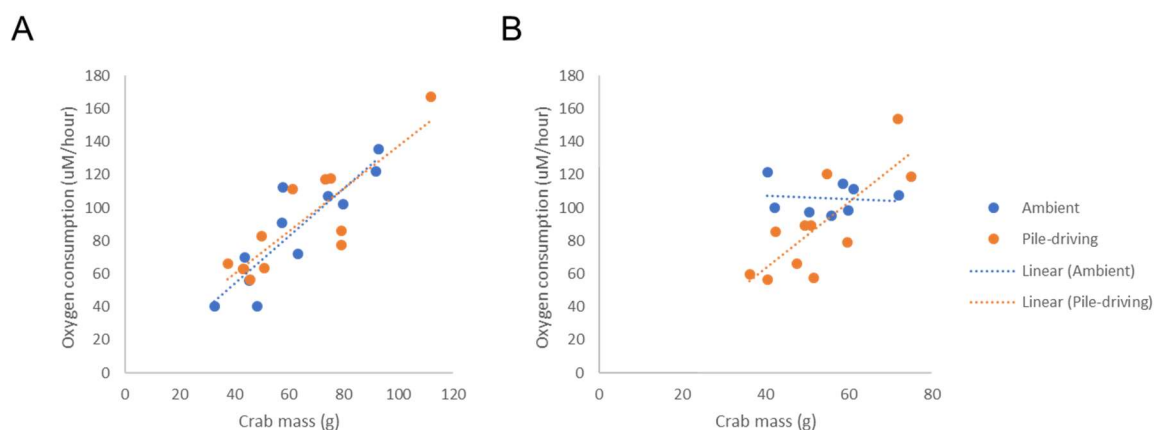 A
B
Oxygen consumption (uM/hour)
180
160
140
120
100
80
60
40
20
0
0 20 40 60 80 100 120
Crab mass (g)
Oxygen consumption (uM/hour)
180
160
140
120
100
80
60
40
20
0
0 20 40 60 80
Crab mass (g)
Ambient
Pile-driving
Linear (Ambient)
Linear (Pile-driving)